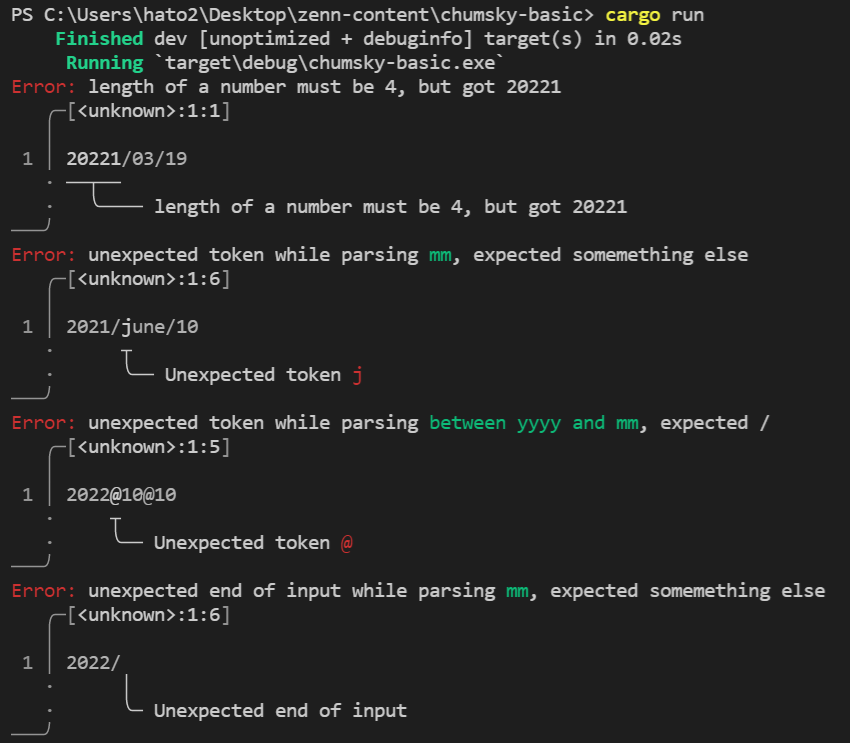 PS C:\Users\hato2\Desktop\zenn-content\chumsky-basic> cargo run
Finished dev [unoptimized + debuginfo] target(s) in 0.02s
Running `target\debug\chumsky-basic.exe`
Error: length of a number must be 4, but got 20221
[<unknown>:1:1]
1 │ 20221/03/19
length of a number must be 4, but got 20221
Error: unexpected token while parsing mm, expected somemething else
[<unknown>:1:6]
1 │ 2021/june/10
Unexpected token j
Error: unexpected token while parsing between yyyy and mm, expected /
[<unknown>:1:5]
1 │ 2022@10@10
Unexpected token @
Error: unexpected end of input while parsing mm, expected somemething else
[<unknown>:1:6]
1 │ 2022/
Unexpected end of input